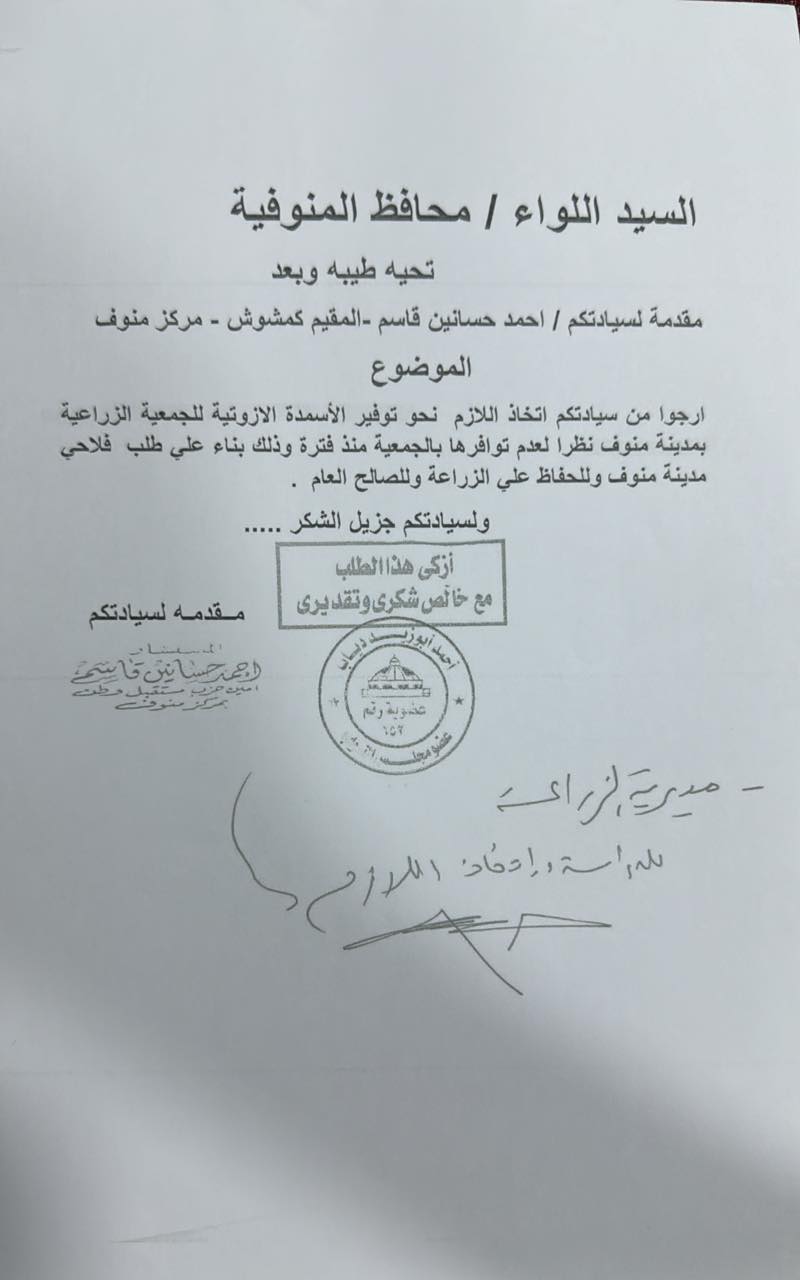 السيد اللواء / محافظ المنوفية
تحيه طيبه وبعد
مقدمة لسيادتكم / احمد حسانين قاسم -المقيم كمشوش - مركز منوف
الموضوع
ارجوا من سيادتكم اتخاذ اللازم نحو توفير الأسمدة الازوتية للجمعية الزراعية
بمدينة منوف نظرا لعدم توافرها بالجمعية منذ فترة وذلك بناء علي طلب فلاحي
مدينة منوف وللحفاظ علي الزراعة وللصالح العام .
ولسيادتكم جزيل الشكر .....
أزكى هذا الطلب
مع خالص شكرى وتقديرى
مـقدمه لسيادتكم
المستشار
احمد حسانين قاسم
امين حزب مستقبل وطن
بمركز منوف
أحمد أبوزيد دياب
عضوية رقم
١٥٢
عضو مجلس
- مديرية الزراعة
للدراسة واتخاذ اللازم